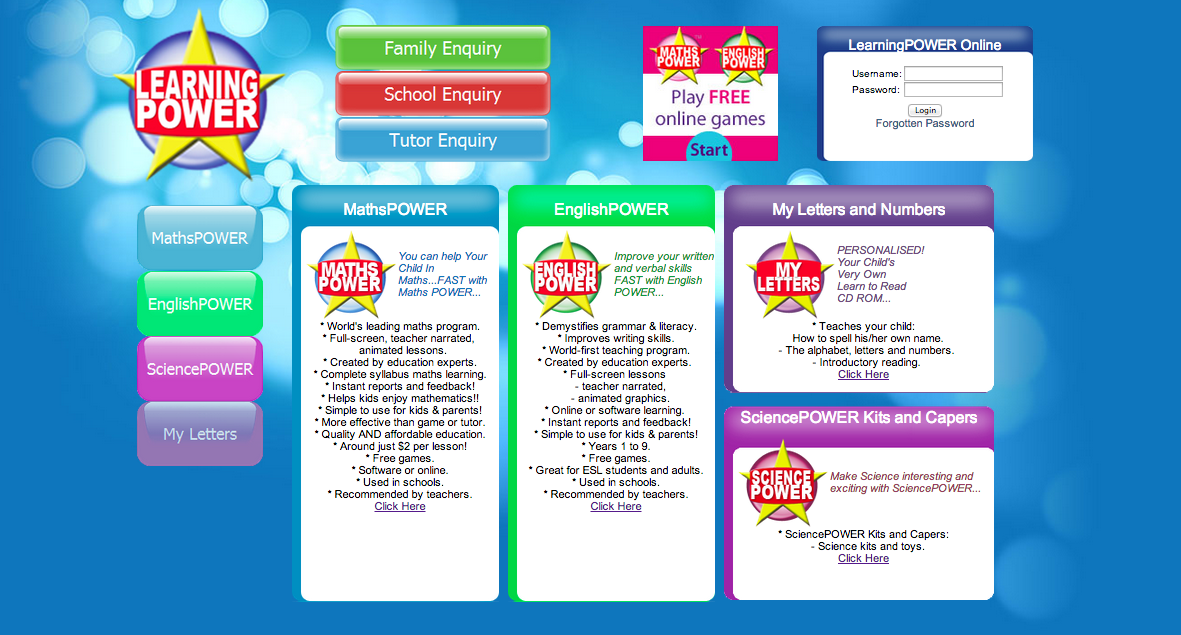 LEARNING
POWER
Family Enquiry
School Enquiry
Tutor Enquiry
MATHS
POWER
ENGLISH
POWER
Play FREE
online games
Start
LearningPOWER Online
Username:
Password:
Login
Forgotten Password
MathsPOWER
EnglishPOWER
SciencePOWER
My Letters
MathsPOWER
MATHS
POWER
You can help Your
Child In
Maths...FAST with
Maths POWER...
* World's leading maths program.
* Full-screen, teacher narrated,
animated lessons.
* Created by education experts.
* Complete syllabus maths learning.
* Instant reports and feedback!
* Helps kids enjoy mathematics!!
* Simple to use for kids & parents!
* More effective than game or tutor.
* Quality AND affordable education.
* Around just $2 per lesson!
* Free games.
* Software or online.
* Used in schools.
* Recommended by teachers.
Click Here
EnglishPOWER
ENGLISH
POWER
Improve your written
and verbal skills
FAST with English
POWER...
* Demystifies grammar & literacy.
* Improves writing skills.
* World-first teaching program.
* Created by education experts.
* Full-screen lessons
- teacher narrated,
- animated graphics.
* Online or software learning.
* Instant reports and feedback!
* Simple to use for kids & parents!
* Years 1 to 9.
* Free games.
* Great for ESL students and adults.
* Used in schools.
* Recommended by teachers.
Click Here
My Letters and Numbers
MY
LETTERS
PERSONALISED!
Your Child's
Very Own
Learn to Read
CD ROM...
* Teaches your child:
How to spell his/her own name.
- The alphabet, letters and numbers.
- Introductory reading.
Click Here
SciencePOWER Kits and Capers
SCIENCE
POWER
Make Science interesting and
exciting with SciencePOWER...
* SciencePOWER Kits and Capers:
- Science kits and toys.
Click Here